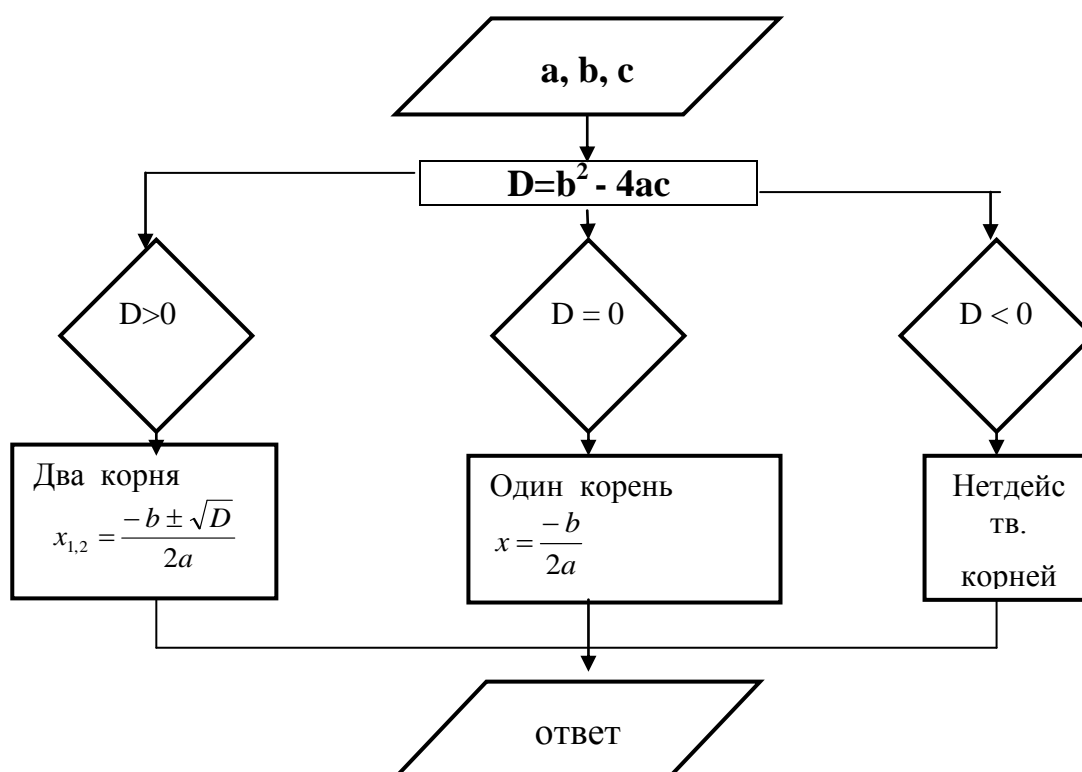 a, b, c
D=b² - 4ac
D>0
D = 0
D < 0
Два корня
x₁,₂ = (-b ± √D) / 2a
Один корень
x = -b / 2a
Нетдейс
тв.
корней
ответ